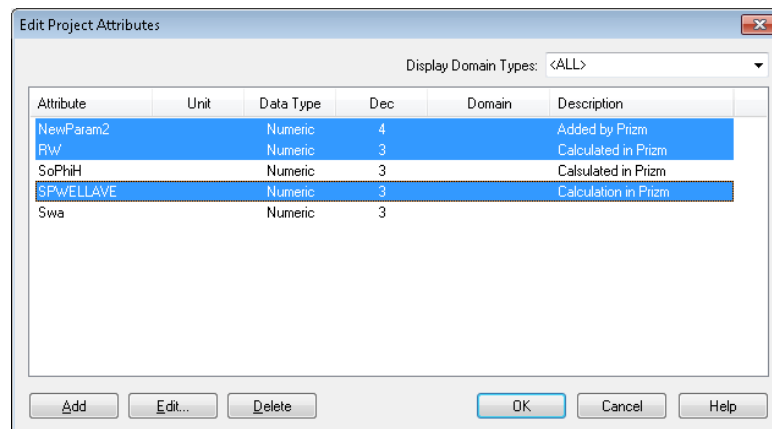 Edit Project Attributes
Display Domain Types: <ALL>
Attribute Unit Data Type Dec Domain Description
NewParam2 Numeric 4 Added by Prizm
RW Numeric 3 Calculated in Prizm
SoPhiH Numeric 3 Calsulated in Prizm
SPWELLAVE Numeric 3 Calculation in Prizm
Swa Numeric 3
Add Edit... Delete OK Cancel Help